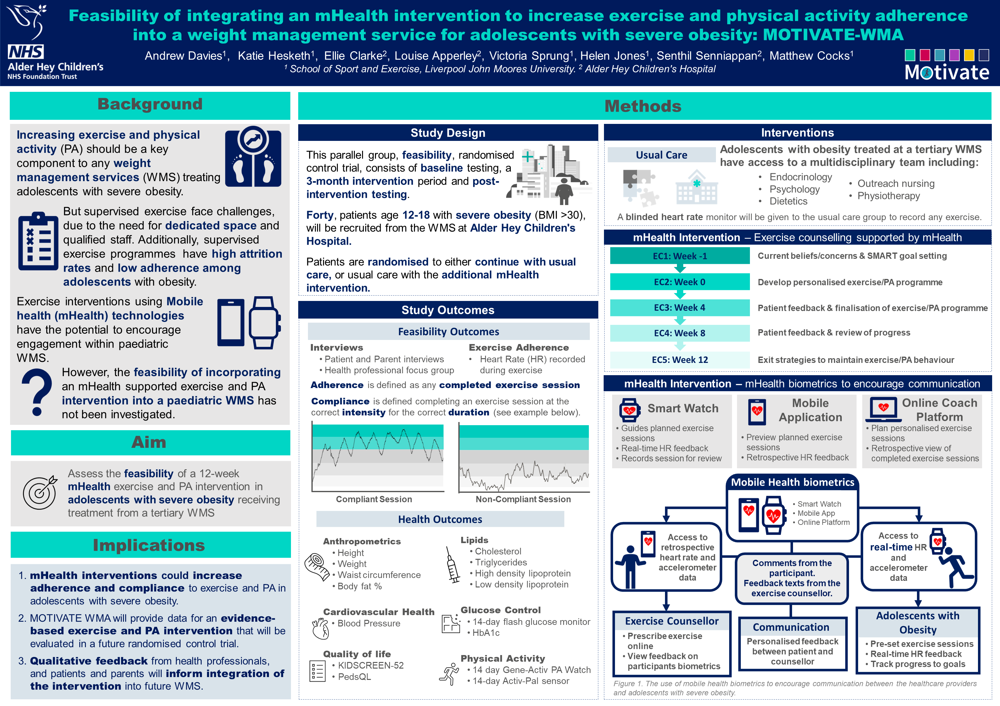 Feasibility of integrating an mHealth intervention to increase exercise and physical activity adherence
into a weight management service for adolescents with severe obesity: MOTIVATE-WMA
Andrew Davies1, Katie Hesketh1, Ellie Clarke2, Louise Apperley2, Victoria Sprung1, Helen Jones1, Senthil Senniappan2, Matthew Cocks1
1 School of Sport and Exercise, Liverpool John Moores University. 2 Alder Hey Children's Hospital
NHS
Alder Hey Children's
NHS Foundation Trust
Motivate
Background
Increasing exercise and physical
activity (PA) should be a key
component to any weight
management services (WMS) treating
adolescents with severe obesity.
But supervised exercise face challenges,
due to the need for dedicated space and
qualified staff. Additionally, supervised
exercise programmes have high attrition
rates and low adherence among
adolescents with obesity.
Exercise interventions using Mobile
health (mHealth) technologies
have the potential to encourage
engagement within paediatric
WMS.
However, the feasibility of incorporating
an mHealth supported exercise and PA
intervention into a paediatric WMS has
not been investigated.
Aim
Assess the feasibility of a 12-week
mHealth exercise and PA intervention in
adolescents with severe obesity receiving
treatment from a tertiary WMS
Implications
1. mHealth interventions could increase
adherence and compliance to exercise and PA in
adolescents with severe obesity.
2. MOTIVATE WMA will provide data for an evidence-
based exercise and PA intervention that will be
evaluated in a future randomised control trial.
3. Qualitative feedback from health professionals,
and patients and parents will inform integration of
the intervention into future WMS.
Methods
Study Design
This parallel group, feasibility, randomised
control trial, consists of baseline testing, a
3-month intervention period and post-
intervention testing.
Forty, patients age 12-18 with severe obesity (BMI >30),
will be recruited from the WMS at Alder Hey Children's
Hospital.
Patients are randomised to either continue with usual
care, or usual care with the additional mHealth
intervention.
Study Outcomes
Feasibility Outcomes
Interviews
• Patient and Parent interviews
• Health professional focus group
Exercise Adherence
• Heart Rate (HR) recorded
during exercise
Adherence is defined as any completed exercise session
Compliance is defined completing an exercise session at the
correct intensity for the correct duration (see example below).
Compliant Session
Non-Compliant Session
Health Outcomes
Anthropometrics
• Height
• Weight
• Waist circumference
• Body fat %
Lipids
• Cholesterol
• Triglycerides
• High density lipoprotein
• Low density lipoprotein
Cardiovascular Health
• Blood Pressure
Glucose Control
• 14-day flash glucose monitor
• HbA1c
Quality of life
• KIDSCREEN-52
• PedsQL
Physical Activity
• 14 day Gene-Activ PA Watch
• 14-day Activ-Pal sensor
Interventions
Usual Care
Adolescents with obesity treated at a tertiary WMS
have access to a multidisciplinary team including:
• Endocrinology
• Psychology
• Dietetics
• Outreach nursing
• Physiotherapy
A blinded heart rate monitor will be given to the usual care group to record any exercise.
mHealth Intervention – Exercise counselling supported by mHealth
EC1: Week -1
Current beliefs/concerns & SMART goal setting
EC2: Week 0
Develop personalised exercise/PA programme
EC3: Week 4
Patient feedback & finalisation of exercise/PA programme
EC4: Week 8
Patient feedback & review of progress
EC5: Week 12
Exit strategies to maintain exercise/PA behaviour
mHealth Intervention – mHealth biometrics to encourage communication
Smart Watch
• Guides planned exercise
sessions
• Real-time HR feedback
• Records session for review
Mobile
Application
• Preview planned exercise
sessions
• Retrospective HR feedback
Online Coach
Platform
• Plan personalised exercise
sessions
• Retrospective view of
completed exercise sessions
Mobile Health biometrics
• Smart Watch
• Mobile App
• Online Platform
Access to
retrospective
heart rate and
accelerometer
data
Comments from the
participant.
Feedback texts from the
exercise counsellor.
Access to
real-time HR
and
accelerometer
data
Exercise Counsellor
• Prescribe exercise
online
• View feedback on
participants biometrics
Communication
Personalised feedback
between patient and
counsellor
Adolescents with
Obesity
• Pre-set exercise sessions
• Real-time HR feedback
• Track progress to goals
Figure 1. The use of mobile health biometrics to encourage communication between the healthcare providers
and adolescents with severe obesity.